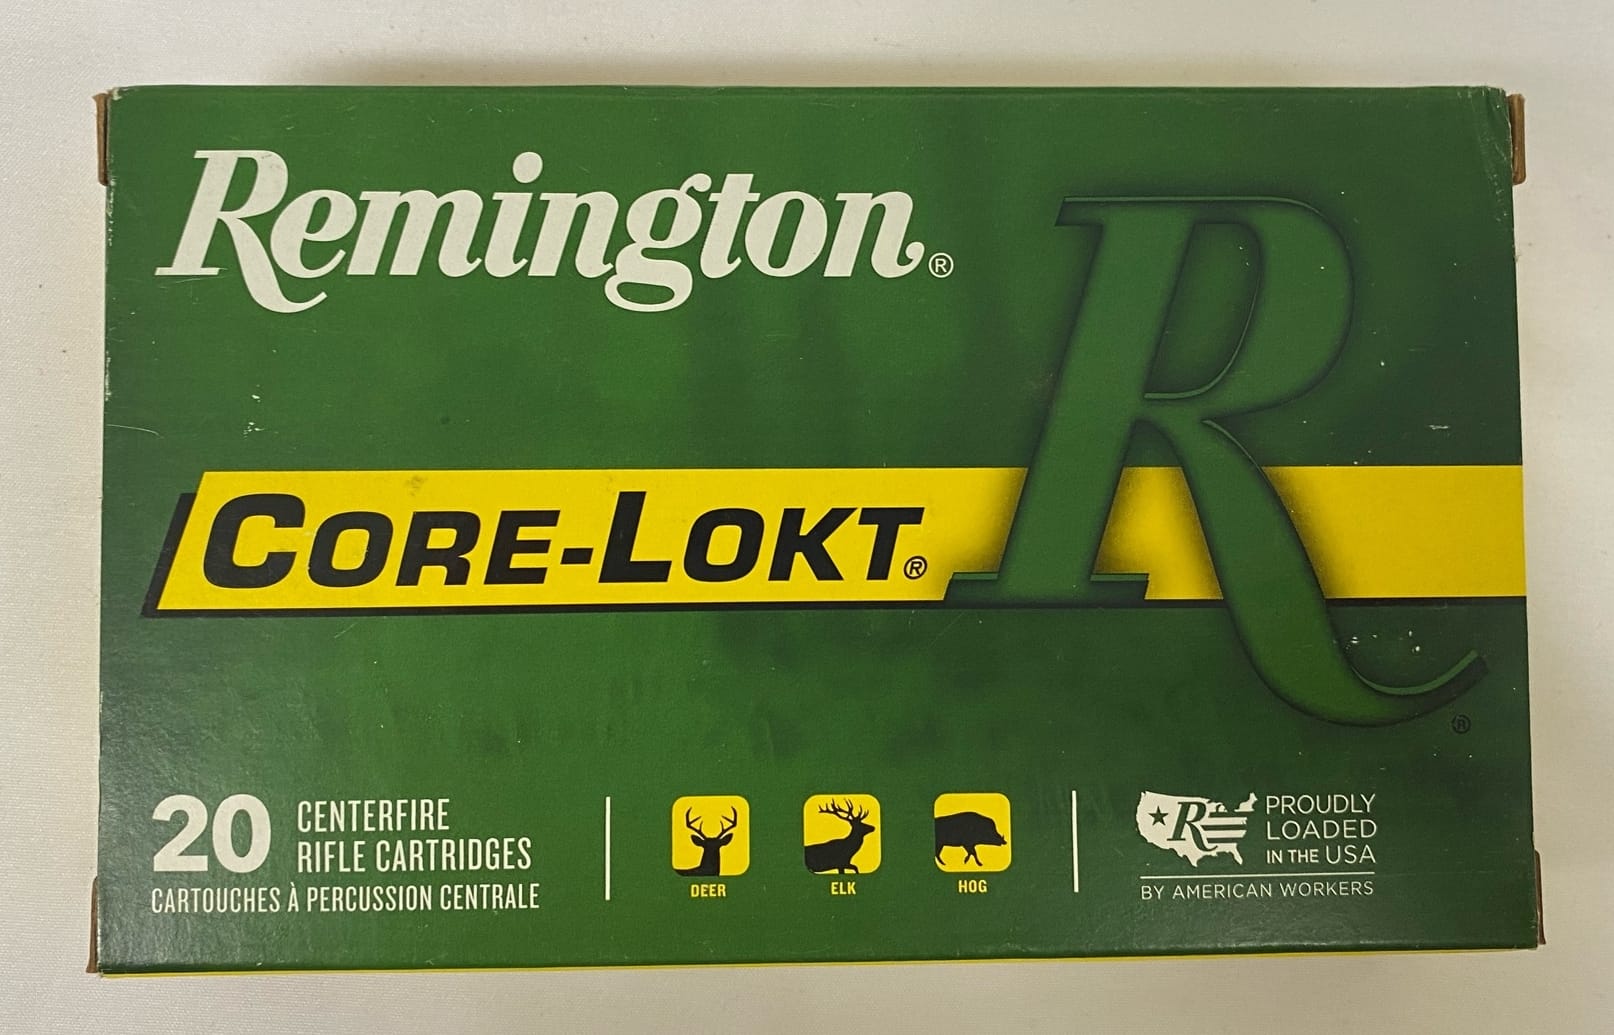 Remington®
CORE-LOKT®
R®
20 CENTERFIRE
RIFLE CARTRIDGES
CARTOUCHES À PERCUSSION CENTRALE
DEER
ELK
HOG
R PROUDLY
LOADED
IN THE USA
BY AMERICAN WORKERS